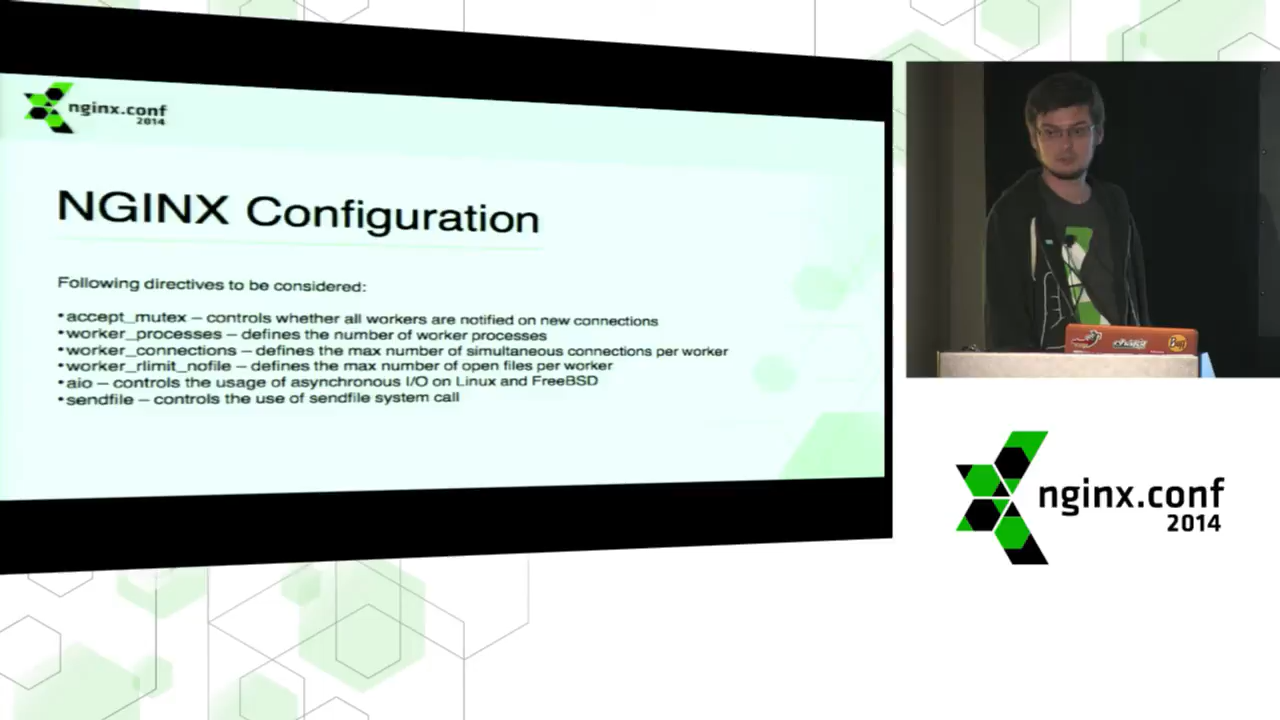 nginx.conf
2014
NGINX Configuration
Following directives to be considered:
•accept_mutex – controls whether all workers are notified on new connections
•worker_processes – defines the number of worker processes
•worker_connections – defines the max number of simultaneous connections per worker
•worker_rlimit_nofile – defines the max number of open files per worker
•aio – controls the usage of asynchronous I/O on Linux and FreeBSD
•sendfile – controls the use of sendfile system call
Buff
nginx.conf
2014